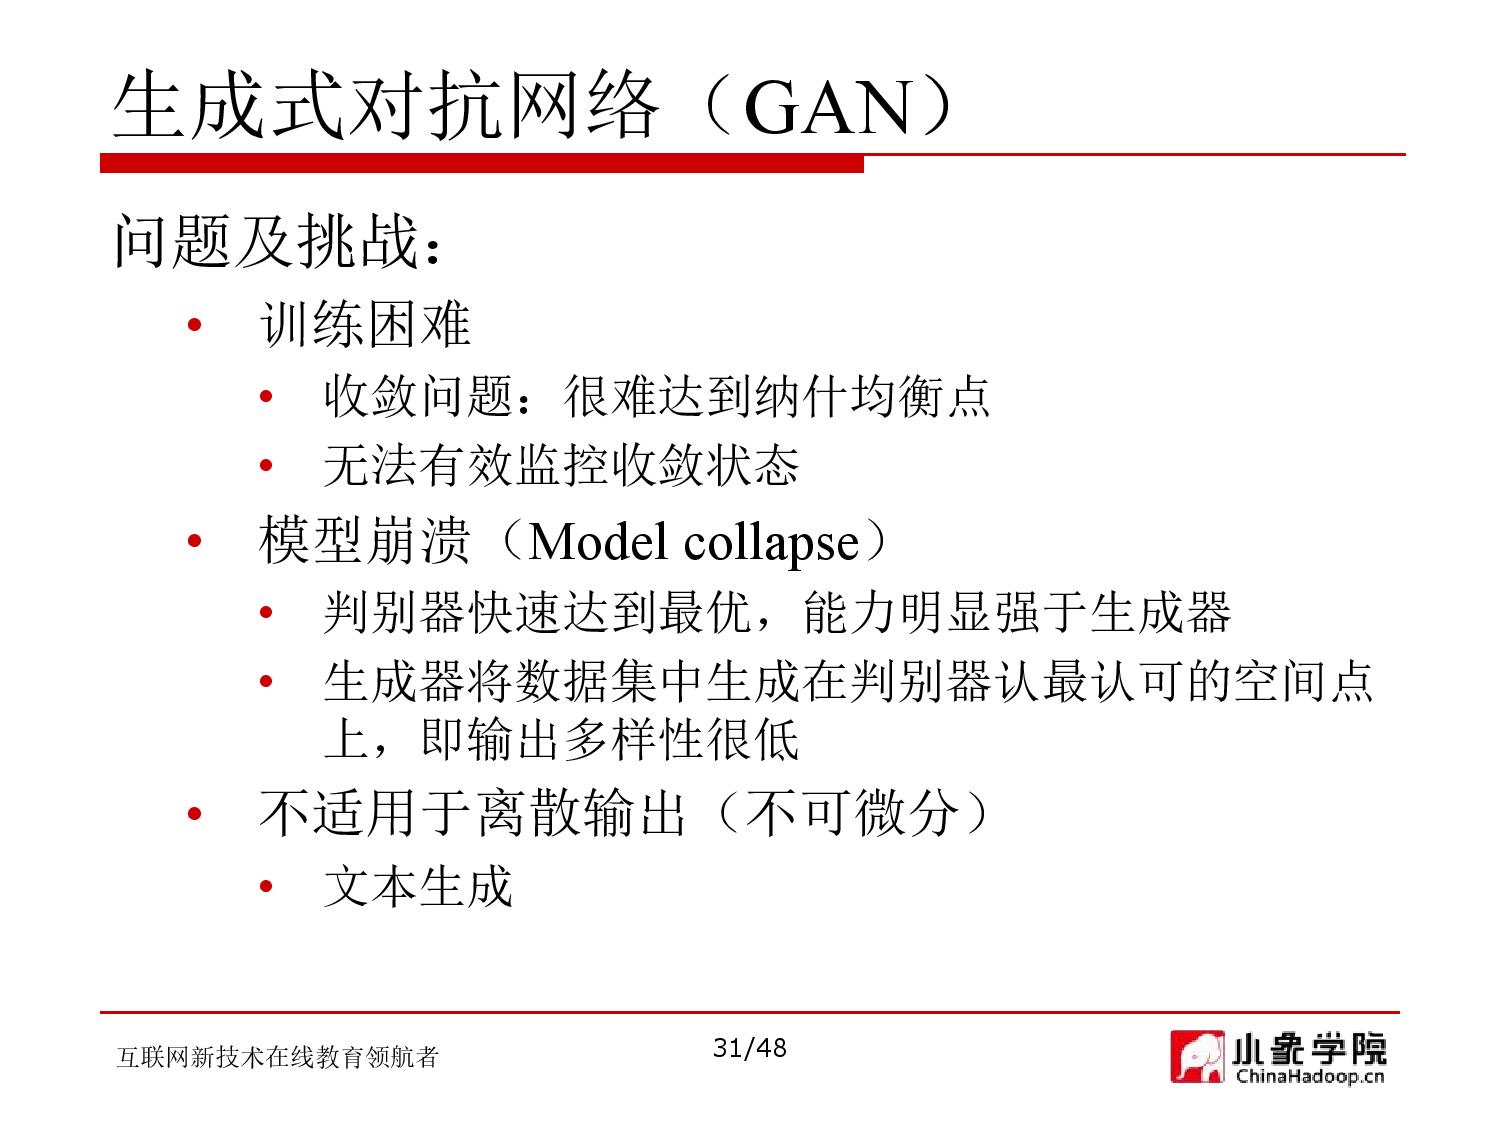 生成式对抗网络（GAN）
问题及挑战：
• 训练困难
• 收敛问题：很难达到纳什均衡点
• 无法有效监控收敛状态
• 模型崩溃（Model collapse）
• 判别器快速达到最优，能力明显强于生成器
• 生成器将数据集中生成在判别器认最认可的空间点
上，即输出多样性很低
• 不适用于离散输出（不可微分）
• 文本生成
互联网新技术在线教育领航者
31/48
小象学院
ChinaHadoop.cn